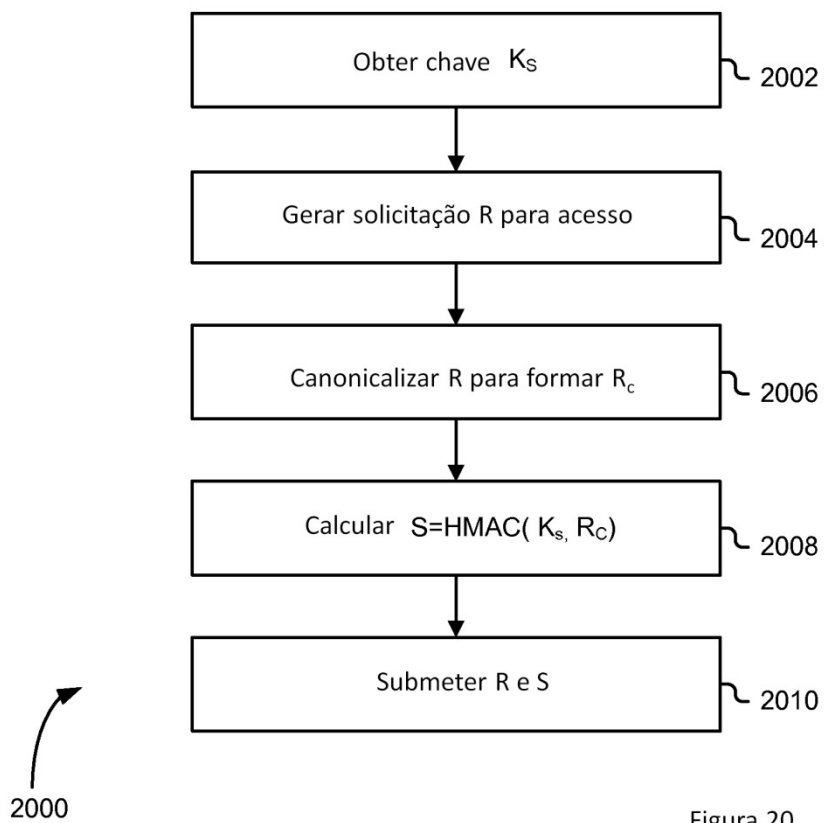 Obter chave K_S
2002
Gerar solicitação R para acesso
2004
Canonicalizar R para formar R_c
2006
Calcular S=HMAC( K_s, R_C)
2008
Submeter R e S
2010
2000
Figura 20